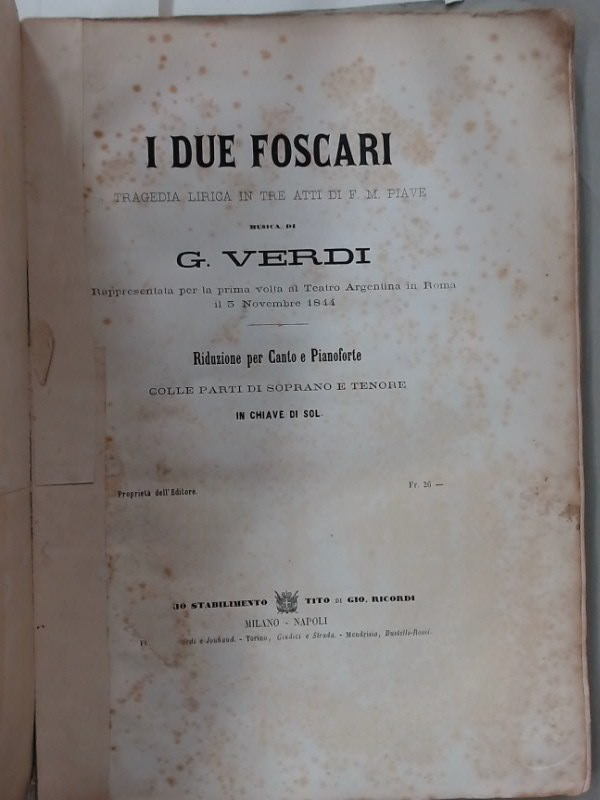 I DUE FOSCARI
TRAGEDIA LIRICA IN TRE ATTI DI F. M. PIAVE
MUSICA DI
G. VERDI
Rappresentata per la prima volta al Teatro Argentina in Roma
il 3 Novembre 1844
Riduzione per Canto e Pianoforte
COLLE PARTI DI SOPRANO E TENORE
IN CHIAVE DI SOL.
Proprietà dell'Editore.
Fr. 26 —
STABILIMENTO TITO DI GIO. RICORDI
MILANO - NAPOLI
e Jouhaud. - Torino, Giudici e Strada. - Mendrisio, Bustelli-Rossi.